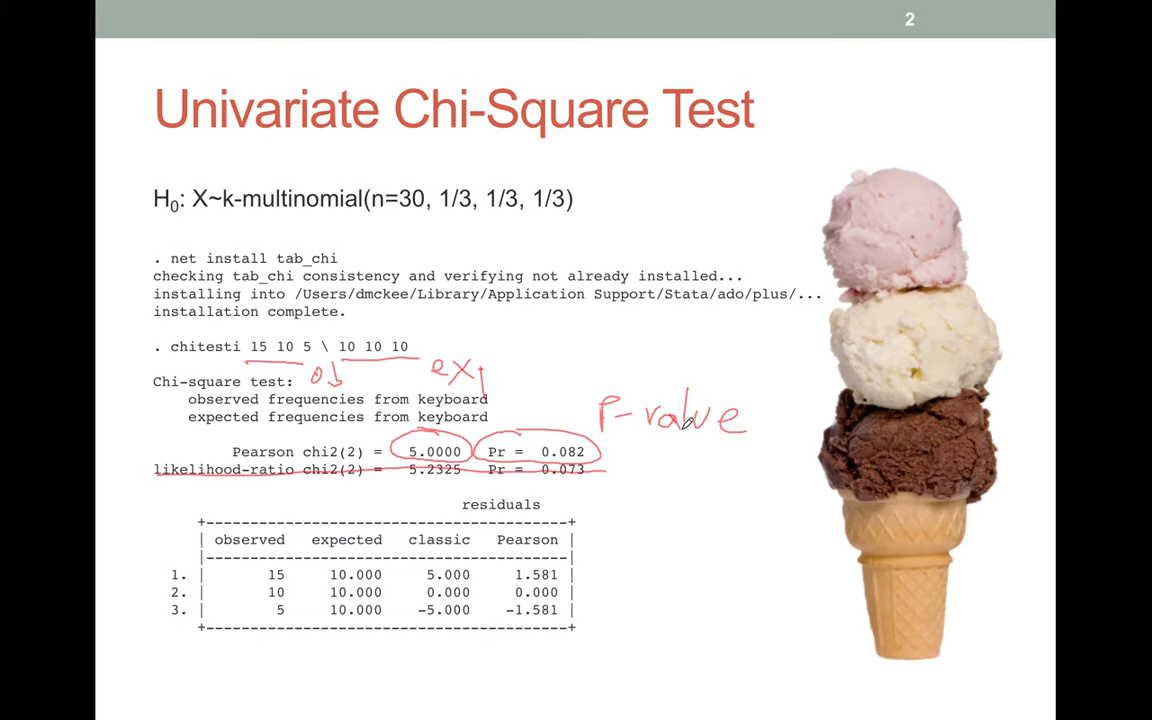 2
Univariate Chi-Square Test
H0: X~k-multinomial(n=30, 1/3, 1/3, 1/3)
. net install tab_chi
checking tab_chi consistency and verifying not already installed...
installing into /Users/dmckee/Library/Application Support/Stata/ado/plus/...
installation complete.
. chitesti 15 10 5 \ 10 10 10
ex
Chi-square test:
observed frequencies from keyboard
expected frequencies from keyboard
P-value
Pearson chi2(2) = 5.0000 Pr = 0.082
likelihood-ratio chi2(2) = 5.2325 Pr = 0.073
residuals
observed expected classic Pearson
1. 15 10.000 5.000 1.581
2. 10 10.000 0.000 0.000
3. 5 10.000 -5.000 -1.581